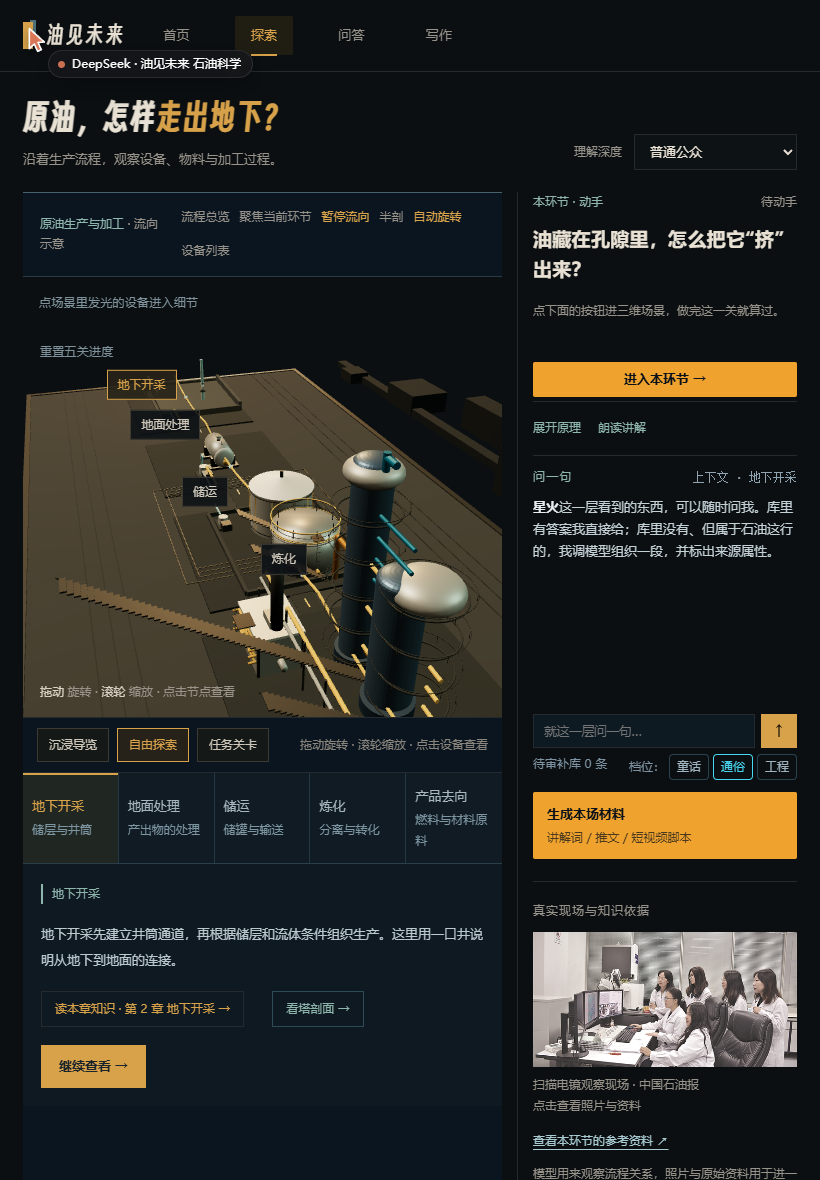 油见未来
首页
探索
问答
写作
DeepSeek · 油见未来 石油科学
原油，怎样走出地下？
沿着生产流程，观察设备、物料与加工过程。
理解深度
普通公众
原油生产与加工 · 流向
示意
流程总览 聚焦当前环节 暂停流向 半剖 自动旋转
设备列表
点场景里发光的设备进入细节
重置五关进度
地下开采
地面处理
储运
炼化
拖动 旋转 · 滚轮 缩放 · 点击节点查看
沉浸导览
自由探索
任务关卡
拖动旋转 · 滚轮缩放 · 点击设备查看
地下开采
储层与井筒
地面处理
产出物的处理
储运
储罐与输送
炼化
分离与转化
产品去向
燃料与材料原
料
地下开采
地下开采先建立井筒通道，再根据储层和流体条件组织生产。这里用一口井说
明从地下到地面的连接。
读本章知识 · 第 2 章 地下开采 →
看塔剖面 →
继续查看 →
本环节 · 动手
待动手
油藏在孔隙里，怎么把它“挤”
出来？
点下面的按钮进三维场景，做完这一关就算过。
进入本环节 →
展开原理 朗读讲解
问一句
上下文 · 地下开采
星火这一层看到的东西，可以随时问我。库里
有答案我直接给；库里没有、但属于石油这行
的，我调模型组织一段，并标出来源属性。
就这一层问一句...
↑
待审补库 0 条
档位：
童话
通俗
工程
生成本场材料
讲解词 / 推文 / 短视频脚本
真实现场与知识依据
扫描电镜观察现场 · 中国石油报
点击查看照片与资料
查看本环节的参考资料 ↗
模型用来观察流程关系，照片与原始资料用于进一